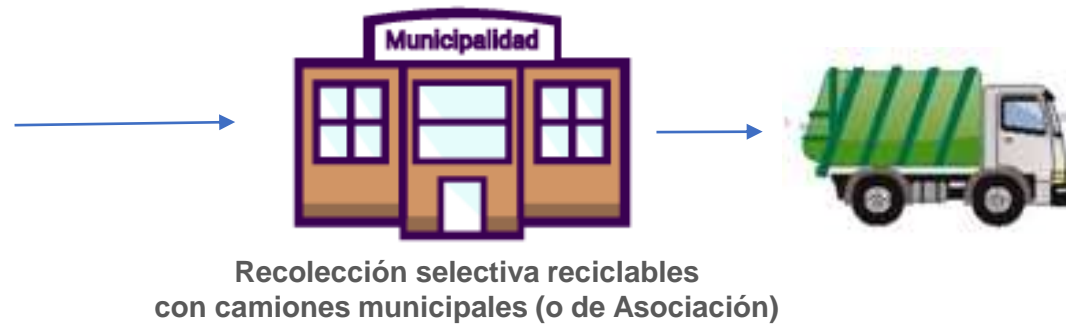 Municipalidad
Recolección selectiva reciclables
con camiones municipales (o de Asociación)